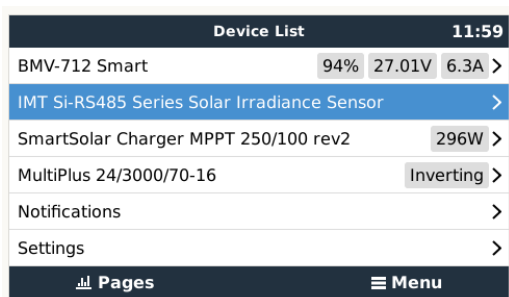 Device List 11:59
BMV-712 Smart 94% 27.01V 6.3A
IMT Si-RS485 Series Solar Irradiance Sensor
SmartSolar Charger MPPT 250/100 rev2 296W
MultiPlus 24/3000/70-16 Inverting
Notifications
Settings
Pages Menu